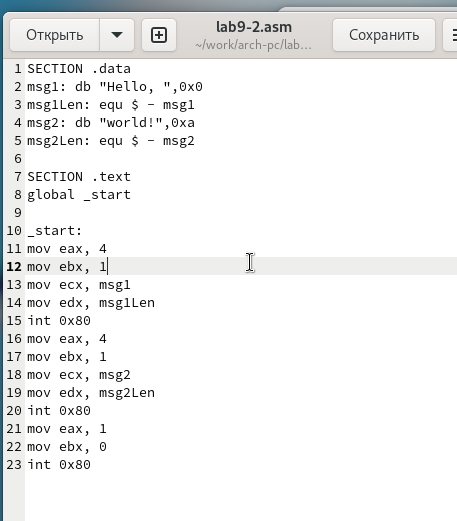 Открыть
lab9-2.asm
~/work/arch-pc/lab...
Сохранить
1 SECTION .data
2 msg1: db "Hello, ",0x0
3 msg1Len: equ $ - msg1
4 msg2: db "world!",0xa
5 msg2Len: equ $ - msg2
6
7 SECTION .text
8 global _start
9
10 _start:
11 mov eax, 4
12 mov ebx, 1
13 mov ecx, msg1
14 mov edx, msg1Len
15 int 0x80
16 mov eax, 4
17 mov ebx, 1
18 mov ecx, msg2
19 mov edx, msg2Len
20 int 0x80
21 mov eax, 1
22 mov ebx, 0
23 int 0x80